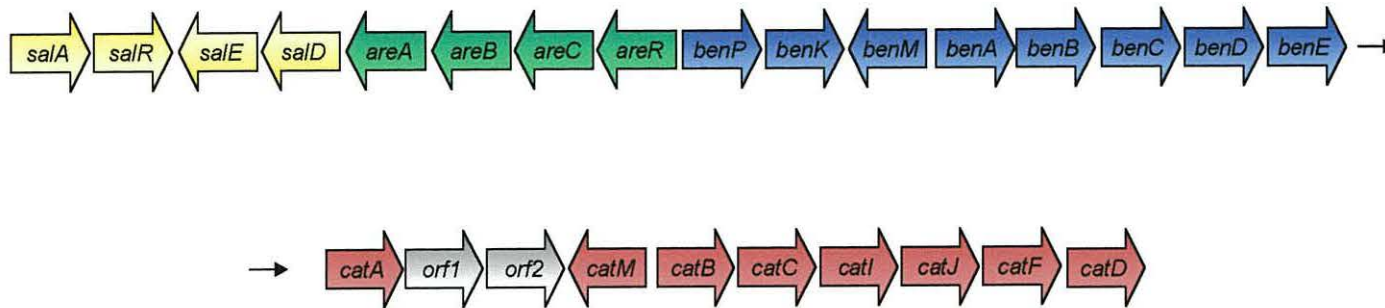 salA salR salE salD areA areB areC areR benP benK benM benA benB benC benD benE
catA orf1 orf2 catM catB catC catI catJ catF catD